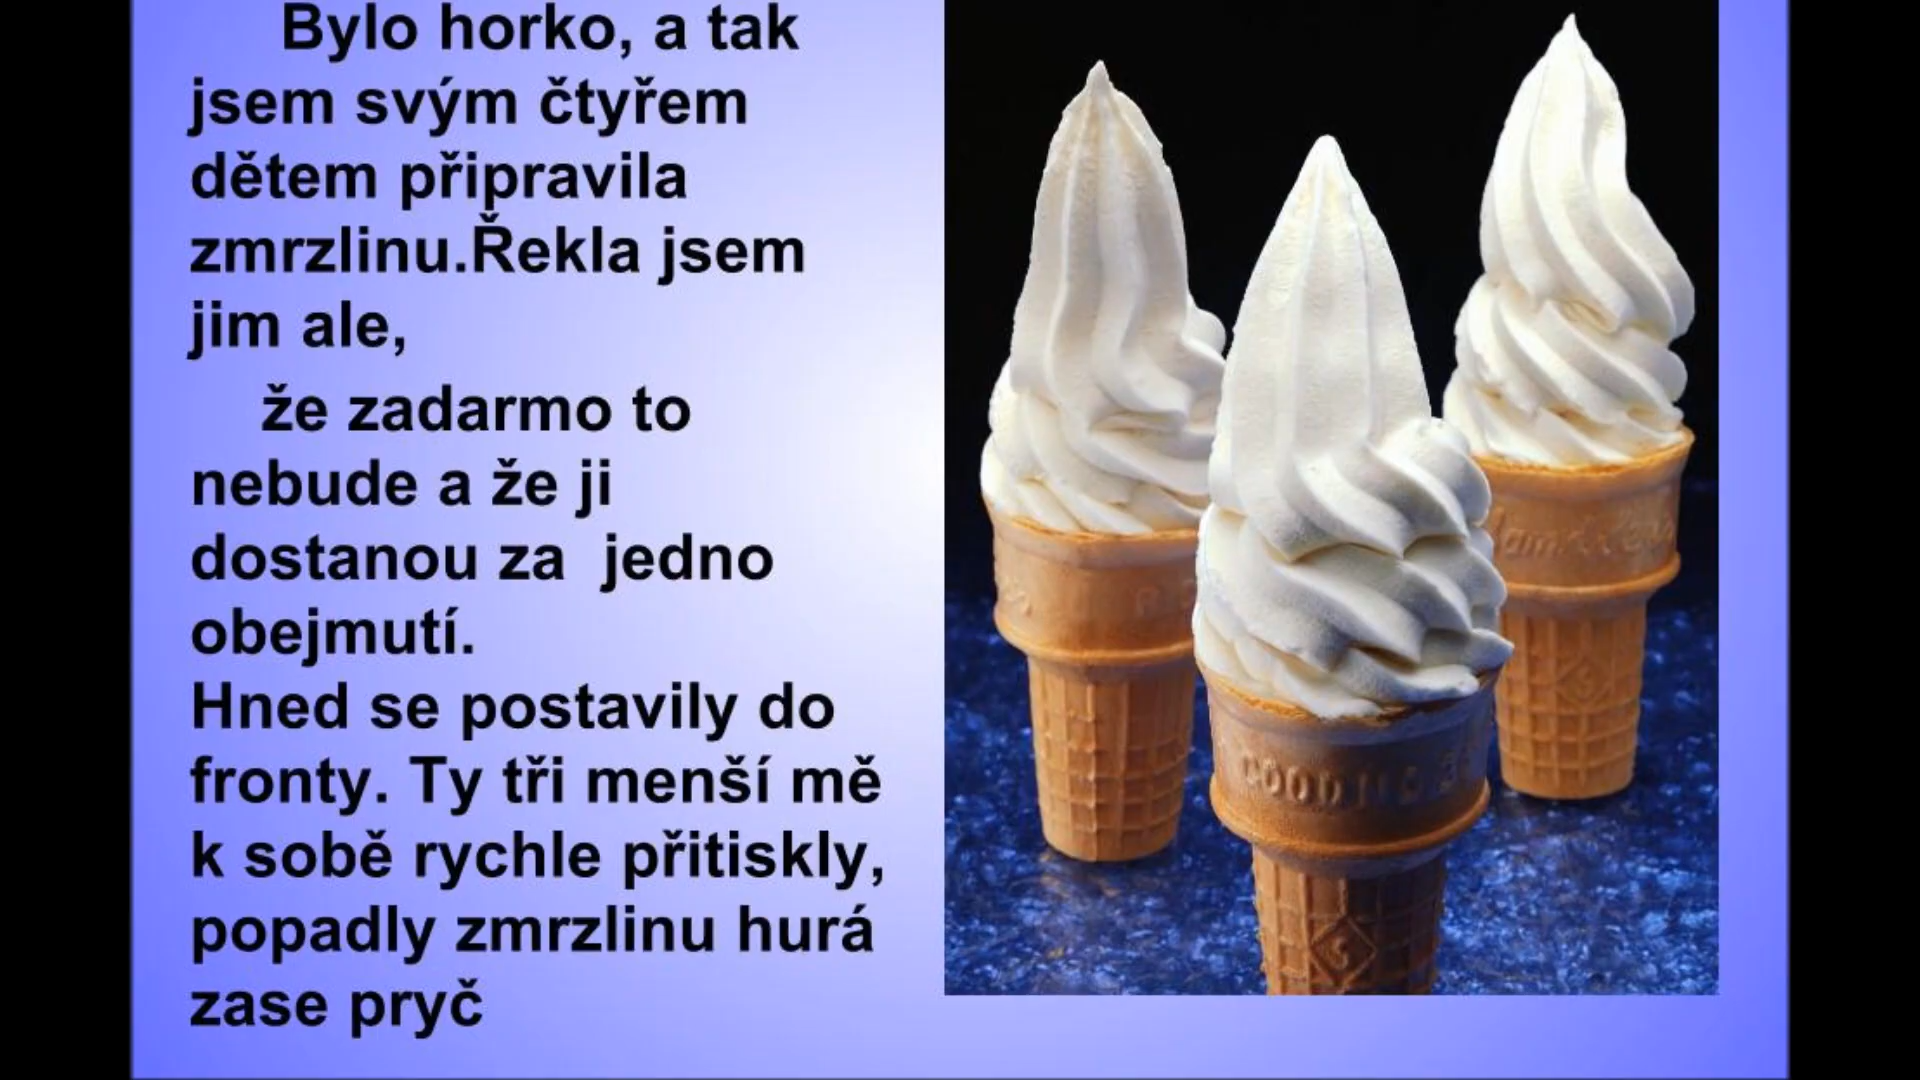 Bylo horko, a tak
jsem svým čtyřem
dětem připravila
zmrzlinu.Řekla jsem
jim ale,
že zadarmo to
nebude a že ji
dostanou za jedno
obejmutí.
Hned se postavily do
fronty. Ty tři menší mě
k sobě rychle přitiskly,
popadly zmrzlinu hurá
zase pryč